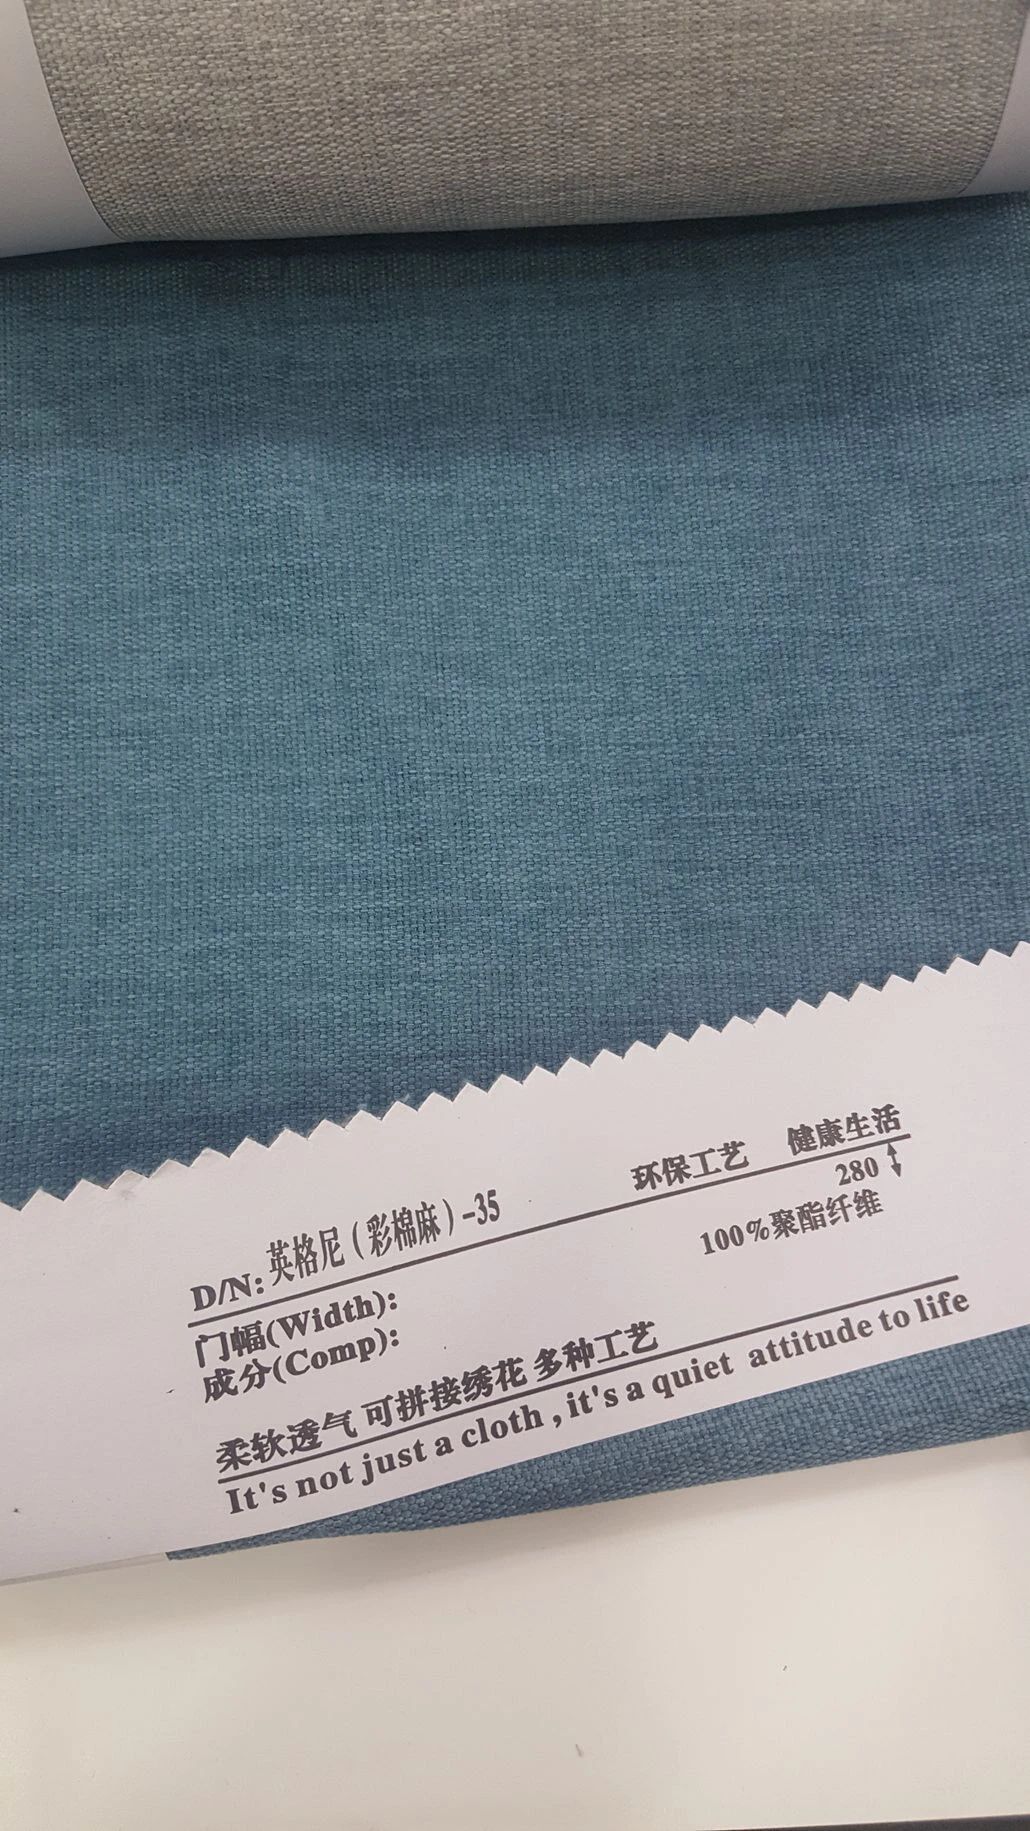 环保工艺 健康生活
D/N: 英格尼（彩棉麻）-35
门幅(Width): 280
成分(Comp): 100%聚酯纤维
柔软透气 可拼接绣花 多种工艺
It's not just a cloth , it's a quiet attitude to life